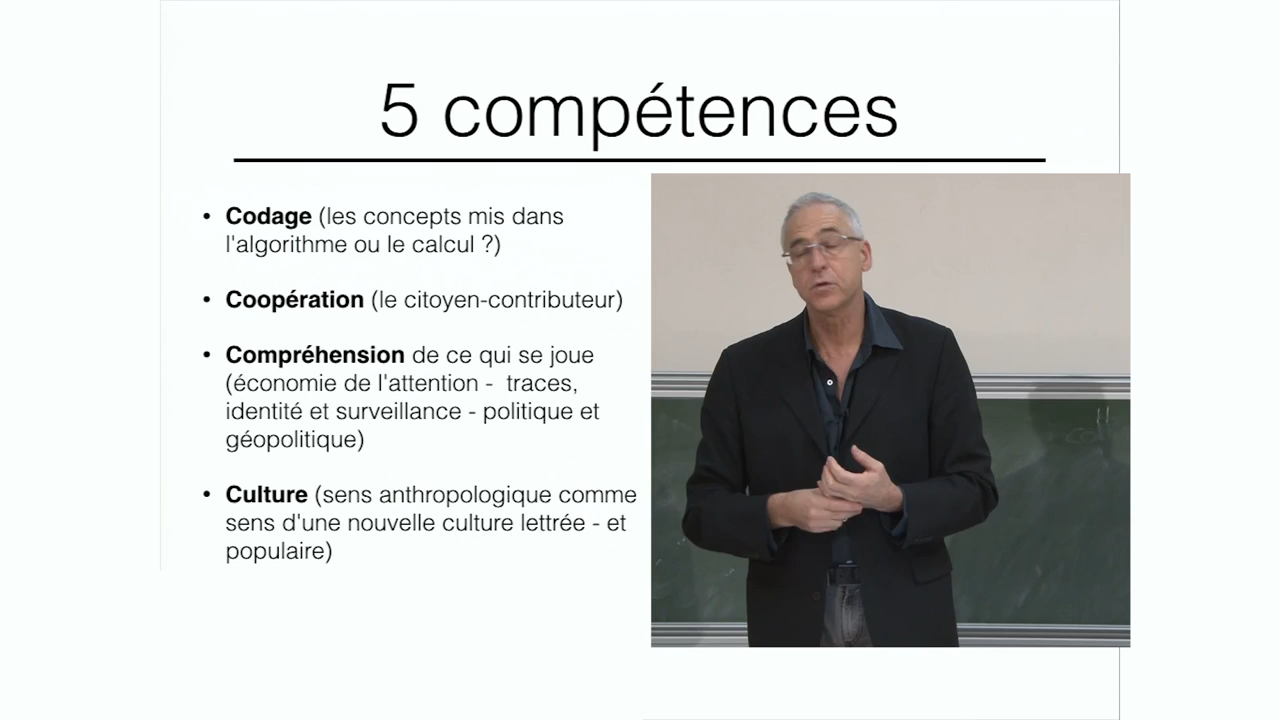 5 compétences
• Codage (les concepts mis dans
l'algorithme ou le calcul ?)
• Coopération (le citoyen-contributeur)
• Compréhension de ce qui se joue
(économie de l'attention - traces,
identité et surveillance - politique et
géopolitique)
• Culture (sens anthropologique comme
sens d'une nouvelle culture lettrée - et
populaire)